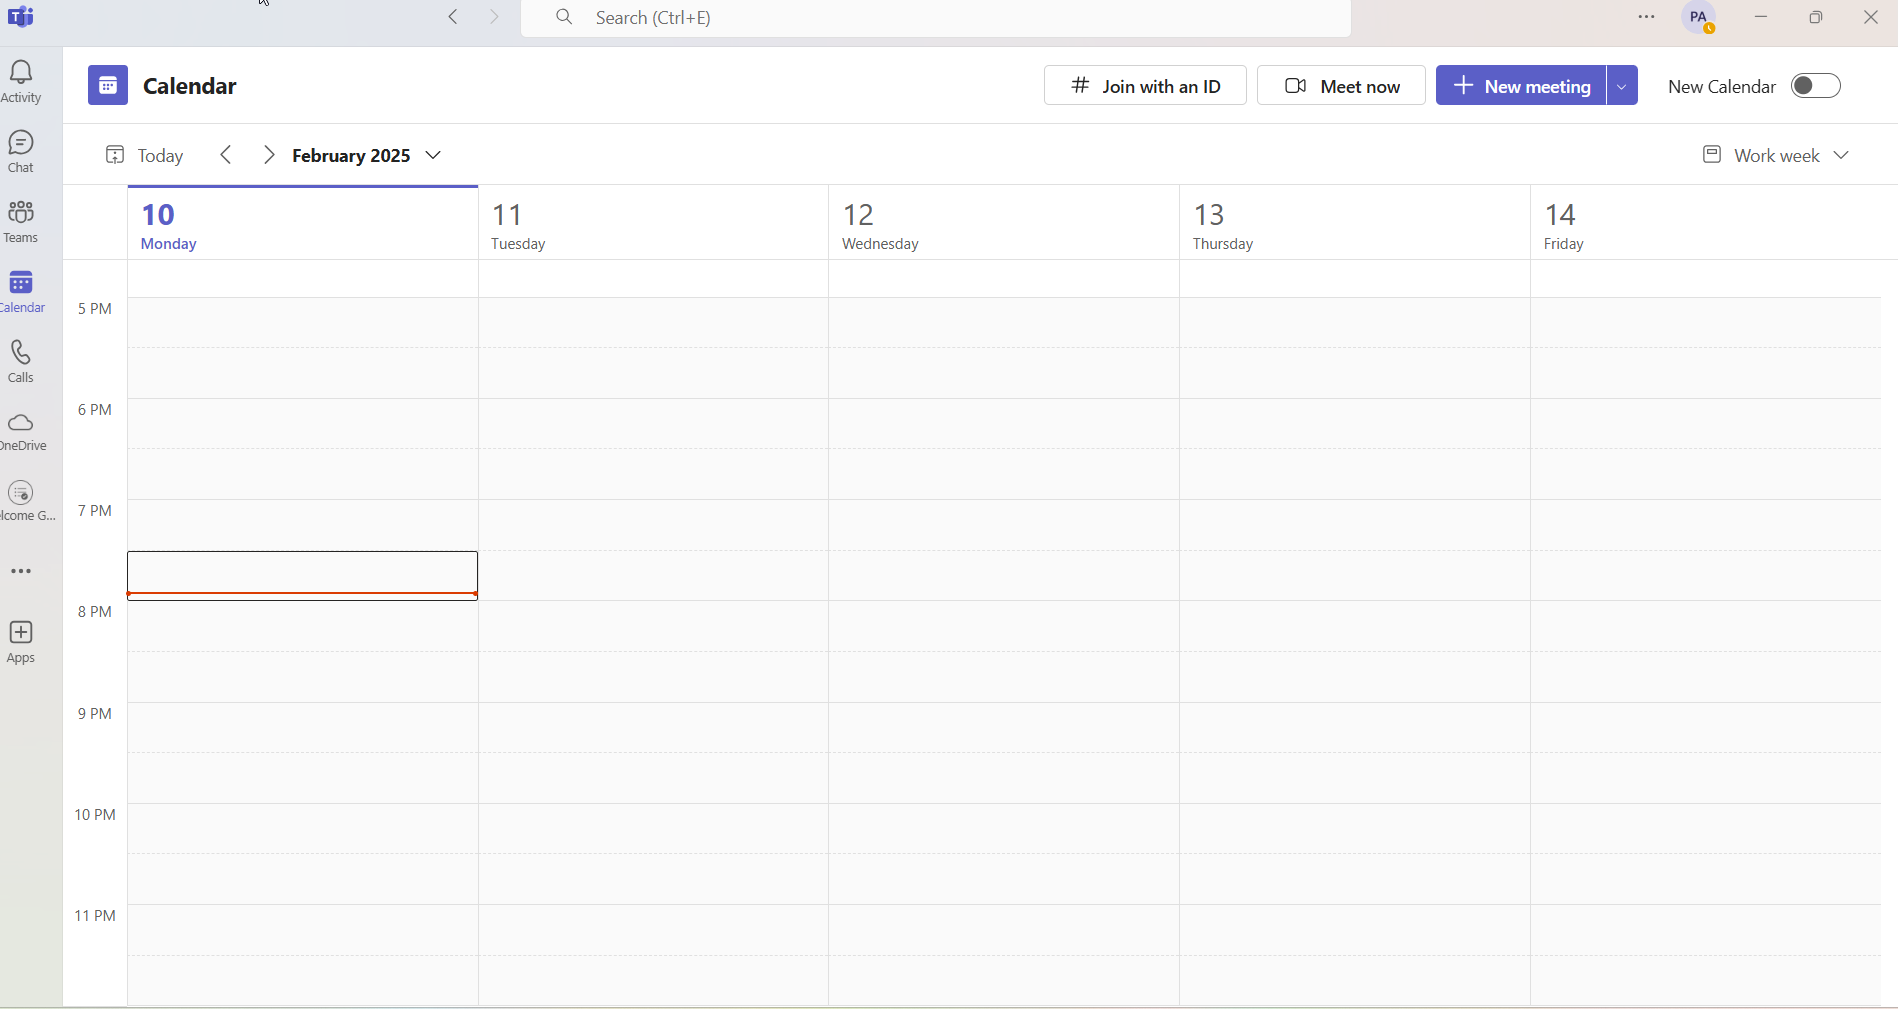 Search (Ctrl+E)
PA
Activity
Chat
Teams
Calendar
Calls
OneDrive
lcome G...
Apps
Calendar
# Join with an ID
Meet now
+ New meeting
New Calendar
Today
February 2025
Work week
10
Monday
11
Tuesday
12
Wednesday
13
Thursday
14
Friday
5 PM
6 PM
7 PM
8 PM
9 PM
10 PM
11 PM